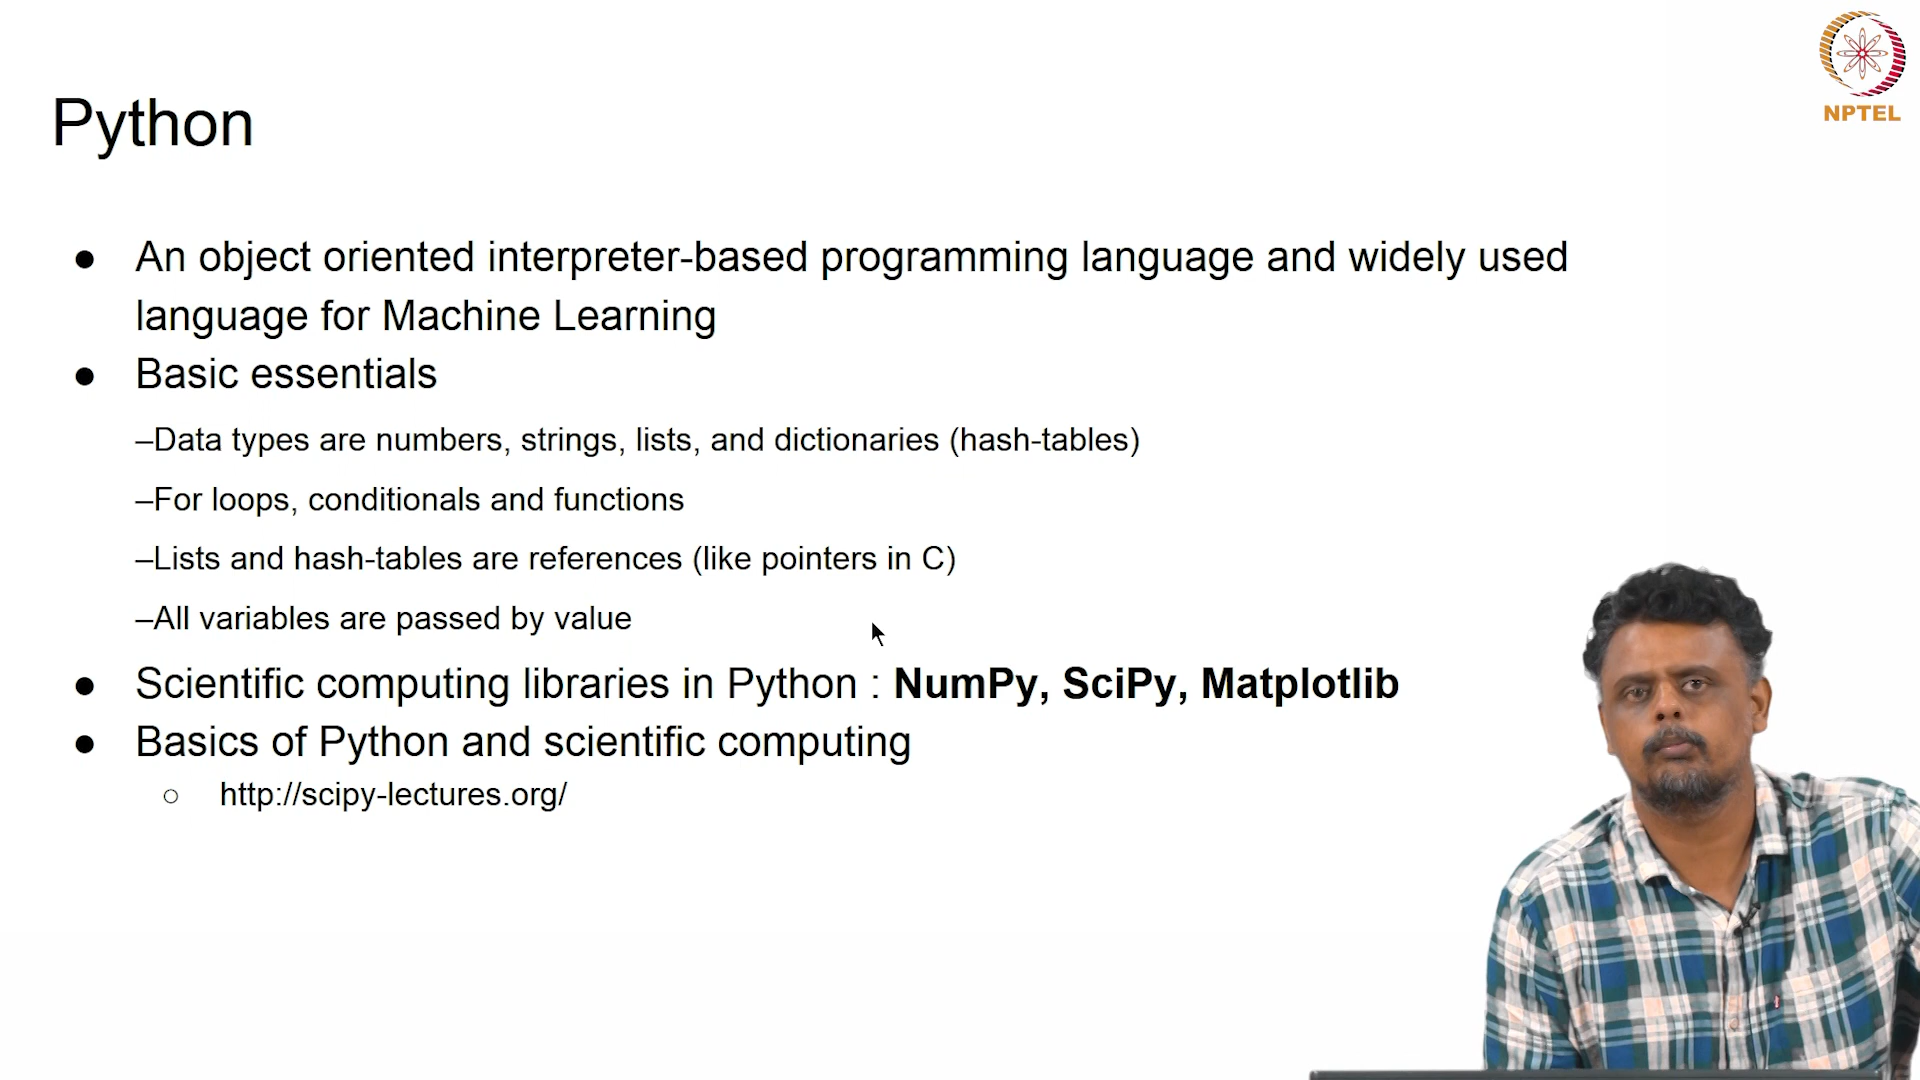 NPTEL
Python
● An object oriented interpreter-based programming language and widely used
language for Machine Learning
● Basic essentials
–Data types are numbers, strings, lists, and dictionaries (hash-tables)
–For loops, conditionals and functions
–Lists and hash-tables are references (like pointers in C)
–All variables are passed by value
● Scientific computing libraries in Python : NumPy, SciPy, Matplotlib
● Basics of Python and scientific computing
○ http://scipy-lectures.org/